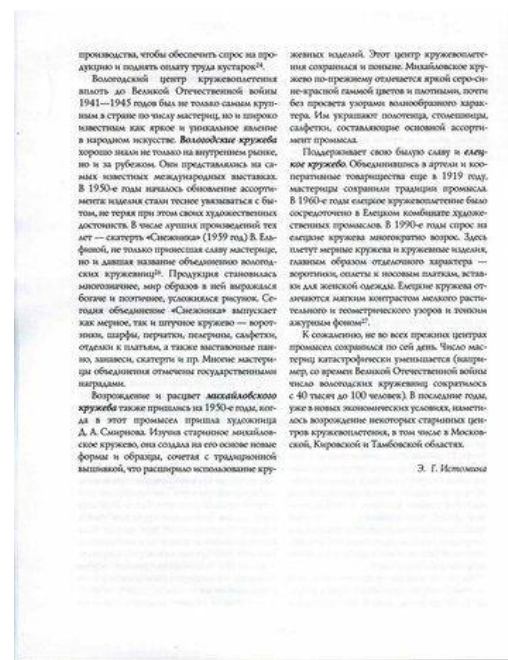 производства, чтобы обеспечить спрос на про-
дукцию и поднять оплату труда кустарок²⁴.
Вологодский центр кружевоплетения
вплоть до Великой Отечественной войны
1941—1945 годов был не только самым круп-
ным в стране по числу мастериц, но и широко
известным как яркое и уникальное явление
в народном искусстве. Вологодские кружева
хорошо знали не только на внутреннем рынке,
но и за рубежом. Они представлялись на са-
мых известных международных выставках.
В 1950-е годы началось обновление ассорти-
мента: изделия стали теснее увязываться с бы-
том, не теряя при этом своих художественных
достоинств. В числе лучших произведений тех
лет — скатерть «Снежинка» (1959 год) В. Ель-
финой, не только принесшая славу мастерице,
но и давшая название объединению вологод-
ских кружевниц²⁶. Продукция становилась
многозначнее, мир образов в ней выражался
богаче и поэтичнее, усложнялся рисунок. Се-
годня объединение «Снежинка» выпускает
как мерное, так и штучное кружево — ворот-
ники, шарфы, перчатки, пелерины, салфетки,
отделки к платьям, а также выставочные пан-
но, занавеси, скатерти и пр. Многие мастери-
цы объединения отмечены государственными
наградами.
Возрождение и расцвет михайловского
кружева также пришлись на 1950-е годы, ког-
да в этот промысел пришла художница
Д. А. Смирнова. Изучив старинное михайлов-
ское кружево, она создала на его основе новые
формы и образцы, сочетая с традиционной
вышивкой, что расширило использование кру-
жевных изделий. Этот центр кружевоплете-
ния сохранился и поныне. Михайловское кру-
жево по-прежнему отличается яркой серо-си-
не-красной гаммой цветов и плотными, почти
без просвета узорами волнообразного харак-
тера. Им украшают полотенца, столешницы,
салфетки, составляющие основной ассорти-
мент промысла.
Поддерживает свою былую славу и елец-
кое кружево. Объединившись в артели и коо-
перативные товарищества еще в 1919 году,
мастерицы сохранили традиции промысла.
В 1960-е годы елецкое кружевоплетение было
сосредоточено в Елецком комбинате художе-
ственных промыслов. В 1990-е годы спрос на
елецкие кружева многократно возрос. Здесь
плетут мерные кружева и кружевные изделия,
главным образом отделочного характера —
воротники, оплеты к носовым платкам, встав-
ки для женской одежды. Елецкие кружева от-
личаются мягким контрастом мелкого расти-
тельного и геометрического узоров и тонким
ажурным фоном²⁷.
К сожалению, не во всех прежних центрах
промысел сохранился по сей день. Число мас-
териц катастрофически уменьшается (напри-
мер, со времен Великой Отечественной войны
число вологодских кружевниц сократилось
с 40 тысяч до 100 человек). В последние годы,
уже в новых экономических условиях, намети-
лось возрождение некоторых старинных цен-
тров кружевоплетения, в том числе в Москов-
ской, Кировской и Тамбовской областях.
Э. Г. Истомина